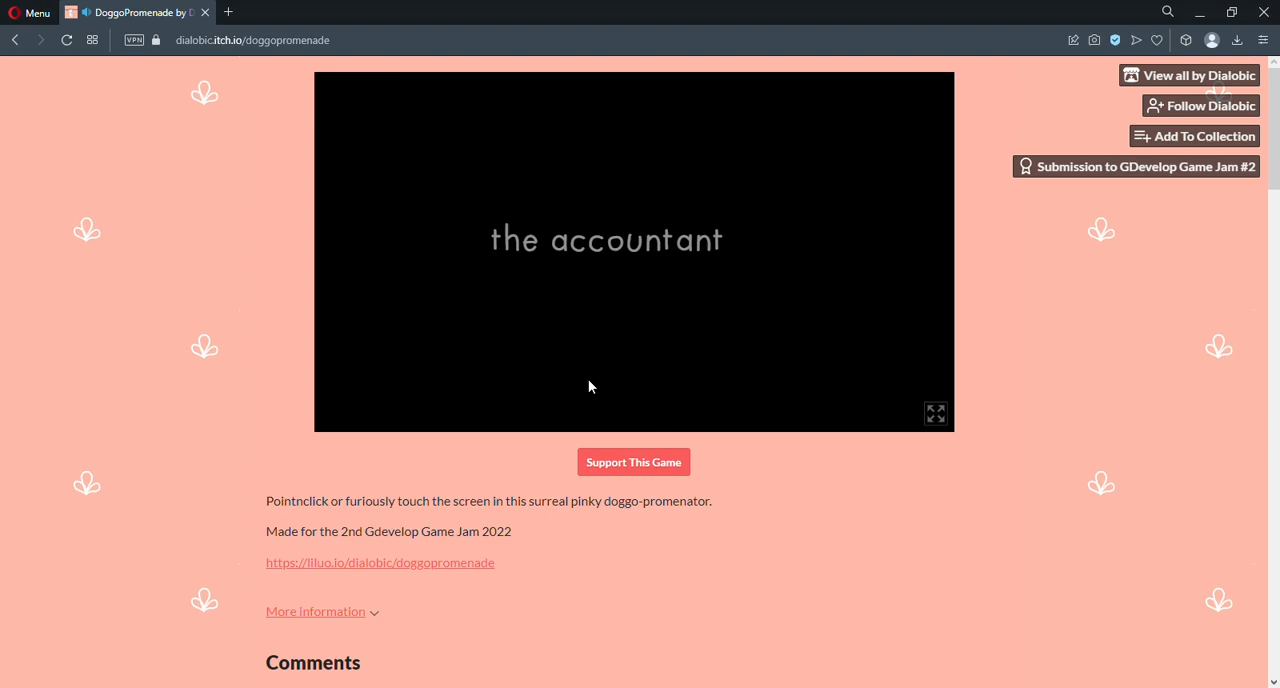 Menu
DoggoPromenade by D
VPN
dialobic.itch.io/doggopromenade
View all by Dialobic
Follow Dialobic
Add To Collection
Submission to GDevelop Game Jam #2
the accountant
Support This Game
Pointnclick or furiously touch the screen in this surreal pinky doggo-promenator.
Made for the 2nd Gdevelop Game Jam 2022
https://liluo.io/dialobic/doggopromenade
More information
Comments